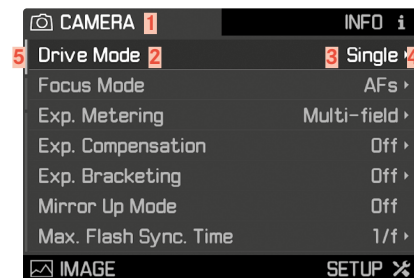 CAMERA 1 INFO i
5 Drive Mode 2 3 Single 4
Focus Mode AFs
Exp. Metering Multi-field
Exp. Compensation Off
Exp. Bracketing Off
Mirror Up Mode Off
Max. Flash Sync. Time 1/f
IMAGE SETUP